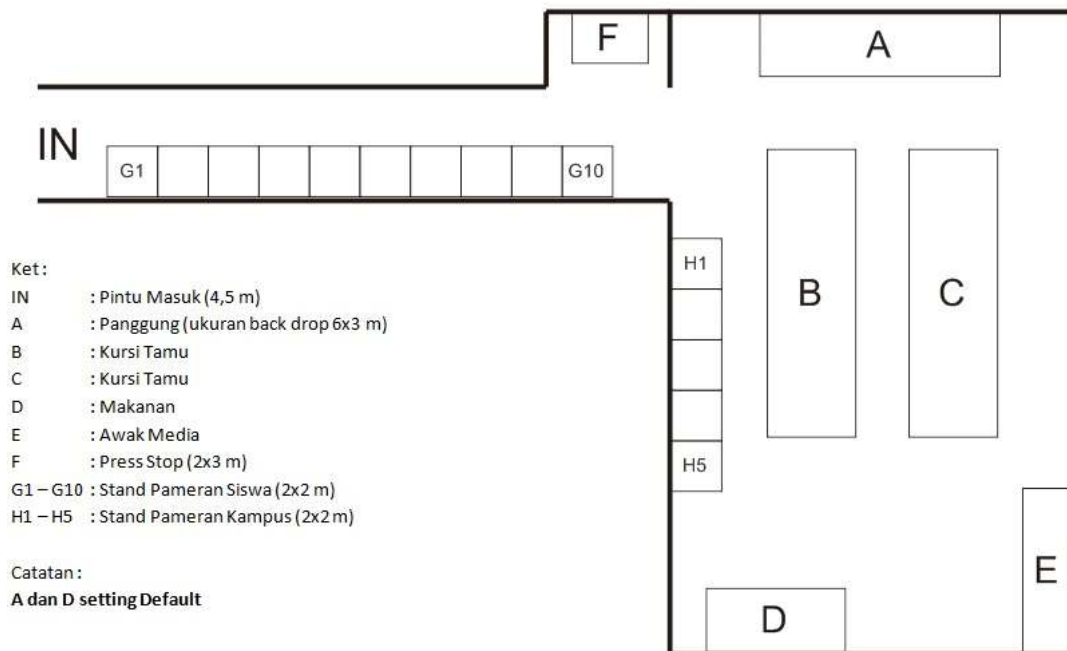 F
A
IN
G1
G10
H1
B
C
H5
Ket :
IN : Pintu Masuk (4,5 m)
A : Panggung (ukuran back drop 6x3 m)
B : Kursi Tamu
C : Kursi Tamu
D : Makanan
E : Awak Media
F : Press Stop (2x3 m)
G1 – G10 : Stand Pameran Siswa (2x2 m)
H1 – H5 : Stand Pameran Kampus (2x2 m)
Catatan :
A dan D setting Default
E
D